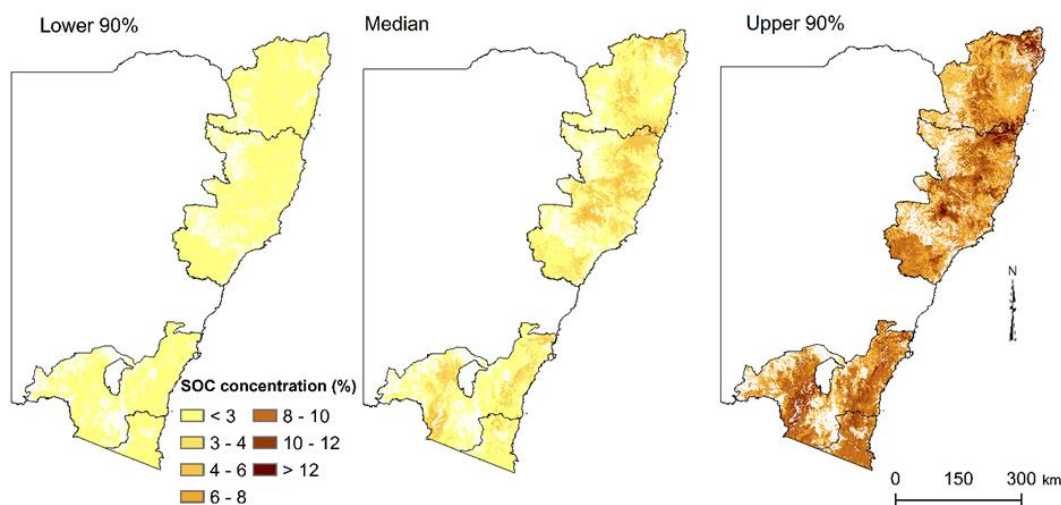 Lower 90%
Median
Upper 90%
N
SOC concentration (%)
< 3
8 - 10
3 - 4
10 - 12
4 - 6
> 12
6 - 8
0 150 300 km